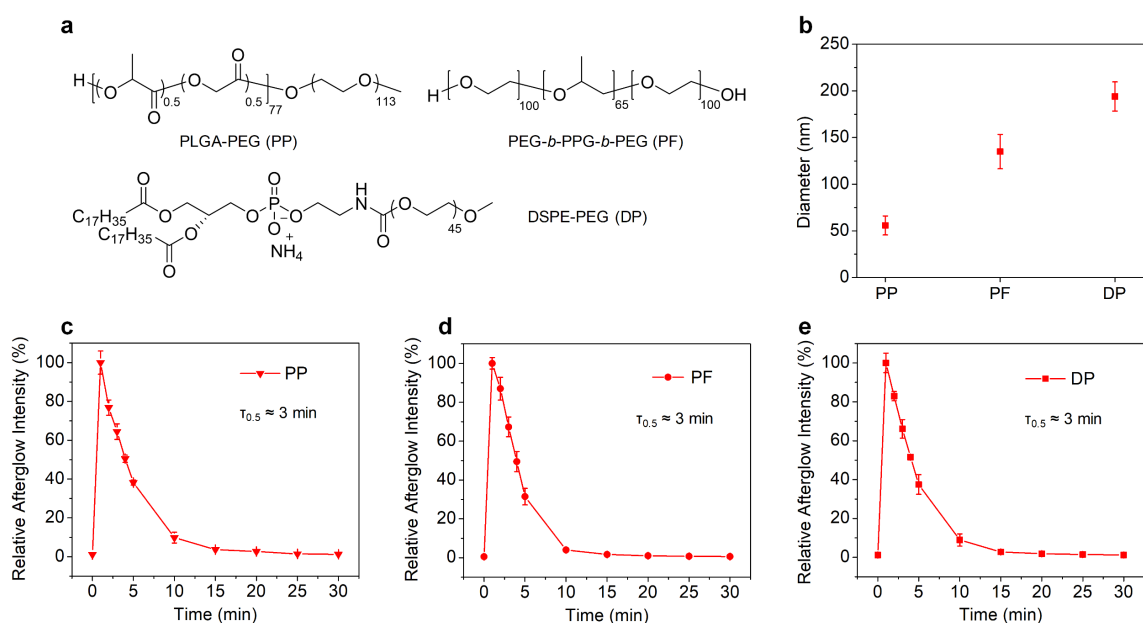 a
H
O
O
0.5
O
O
0.5
77
O
O
113
PLGA-PEG (PP)
H
O
100
O
65
O
100
OH
PEG-b-PPG-b-PEG (PF)
O
C17H35
O
O
C17H35
O
O
P
O
O
−
+
NH4
O
H
N
O
O
O
45
DSPE-PEG (DP)
b
Diameter (nm)
250
200
150
100
50
0
PP
PF
DP
c
Relative Afterglow Intensity (%)
100
80
60
40
20
0
PP
τ0.5 ≈ 3 min
0 5 10 15 20 25 30
Time (min)
d
Relative Afterglow Intensity (%)
100
80
60
40
20
0
PF
τ0.5 ≈ 3 min
0 5 10 15 20 25 30
Time (min)
e
Relative Afterglow Intensity (%)
100
80
60
40
20
0
DP
τ0.5 ≈ 3 min
0 5 10 15 20 25 30
Time (min)